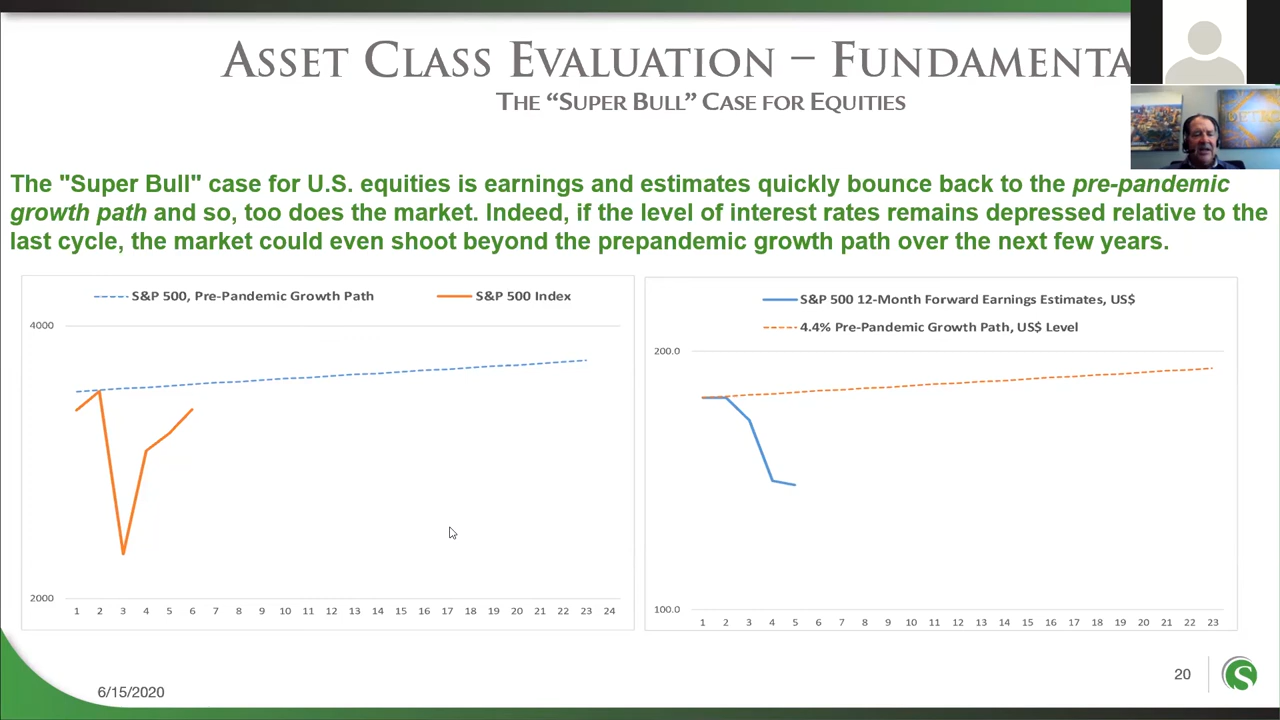 ASSET CLASS EVALUATION – FUNDAMENTA
THE “SUPER BULL” CASE FOR EQUITIES
The "Super Bull" case for U.S. equities is earnings and estimates quickly bounce back to the pre-pandemic
growth path and so, too does the market. Indeed, if the level of interest rates remains depressed relative to the
last cycle, the market could even shoot beyond the prepandemic growth path over the next few years.
S&P 500, Pre-Pandemic Growth Path
S&P 500 Index
4000
2000
1 2 3 4 5 6 7 8 9 10 11 12 13 14 15 16 17 18 19 20 21 22 23 24
S&P 500 12-Month Forward Earnings Estimates, US$
4.4% Pre-Pandemic Growth Path, US$ Level
200.0
100.0
1 2 3 4 5 6 7 8 9 10 11 12 13 14 15 16 17 18 19 20 21 22 23
6/15/2020
20
S